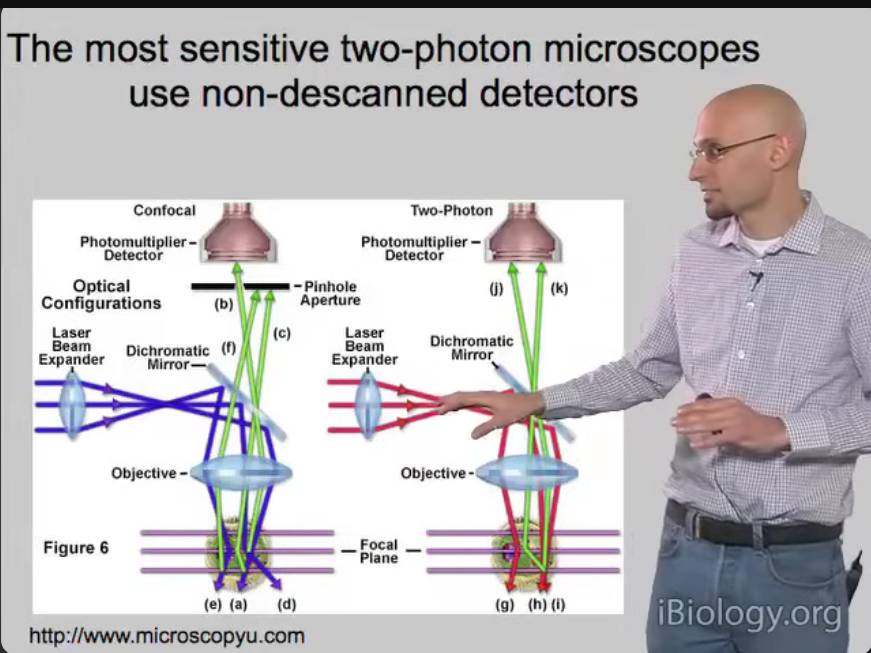 The most sensitive two-photon microscopes
use non-descanned detectors
Confocal
Photomultiplier
Detector
Optical
Configurations
Pinhole
Aperture
(b)
(c)
(f)
Laser
Beam
Expander
Dichromatic
Mirror
Objective
Figure 6
(e) (a) (d)
Focal
Plane
Two-Photon
Photomultiplier
Detector
(j)
(k)
Laser
Beam
Expander
Dichromatic
Mirror
Objective
(g) (h) (i)
iBiology.org
http://www.microscopyu.com